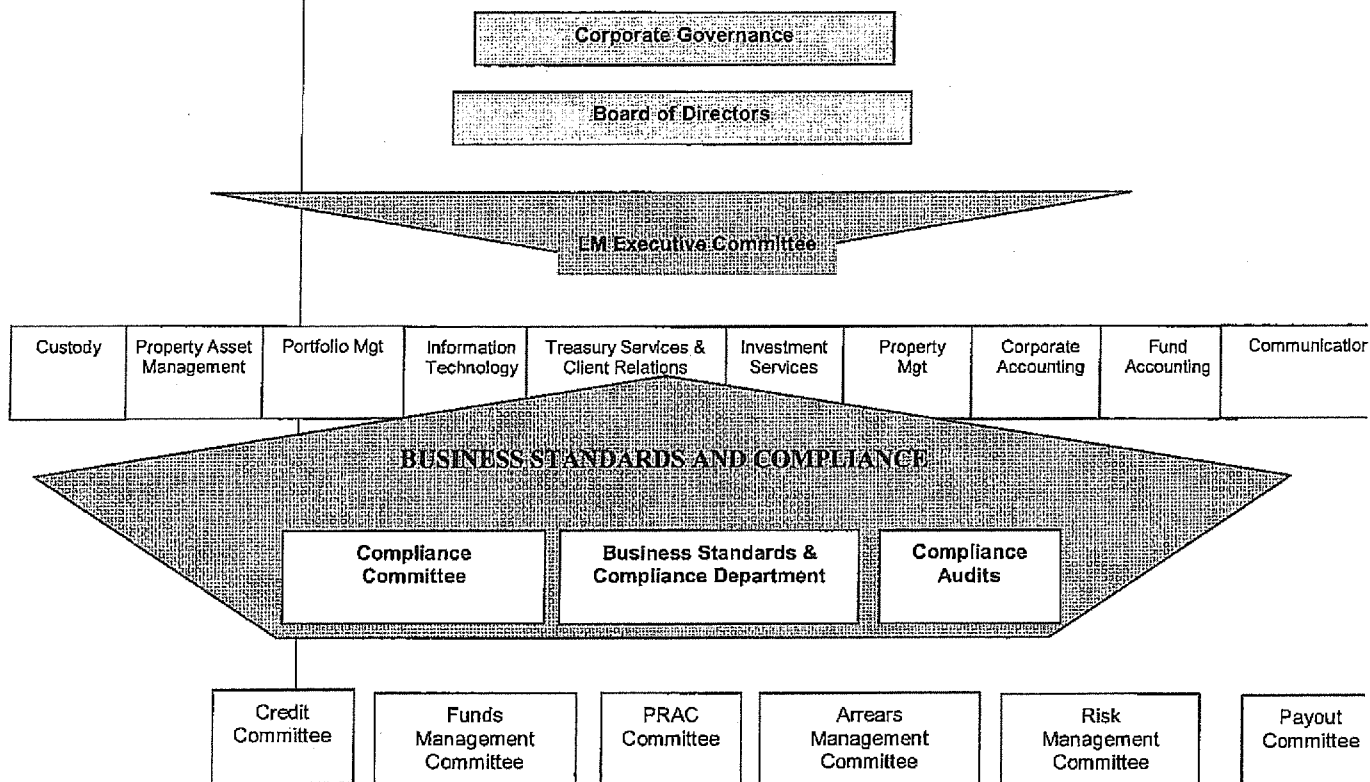 Corporate Governance
Board of Directors
LM Executive Committee
Custody
Property Asset
Management
Portfolio Mgt
Information
Technology
Treasury Services &
Client Relations
Investment
Services
Property
Mgt
Corporate
Accounting
Fund
Accounting
Communication
BUSINESS STANDARDS AND COMPLIANCE
Compliance
Committee
Business Standards &
Compliance Department
Compliance
Audits
Credit
Committee
Funds
Management
Committee
PRAC
Committee
Arrears
Management
Committee
Risk
Management
Committee
Payout
Committee